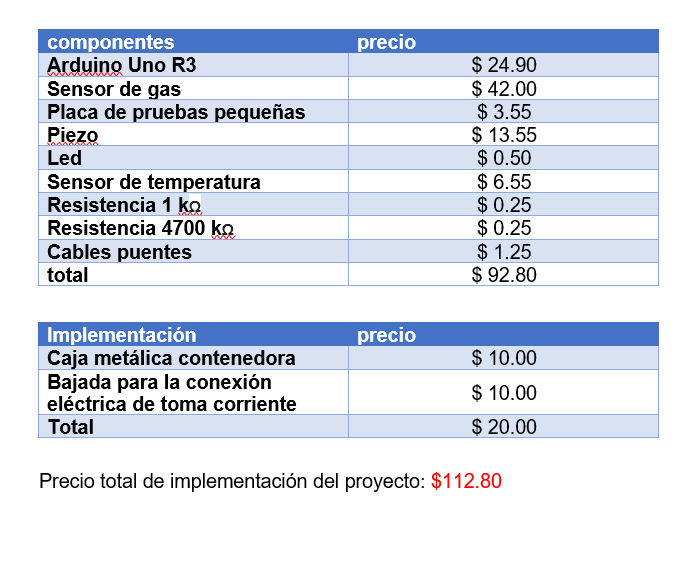 componentes precio
Arduino Uno R3 $ 24.90
Sensor de gas $ 42.00
Placa de pruebas pequeñas $ 3.55
Piezo $ 13.55
Led $ 0.50
Sensor de temperatura $ 6.55
Resistencia 1 kΩ $ 0.25
Resistencia 4700 kΩ $ 0.25
Cables puentes $ 1.25
total $ 92.80
Implementación precio
Caja metálica contenedora $ 10.00
Bajada para la conexión
eléctrica de toma corriente $ 10.00
Total $ 20.00
Precio total de implementación del proyecto: $112.80